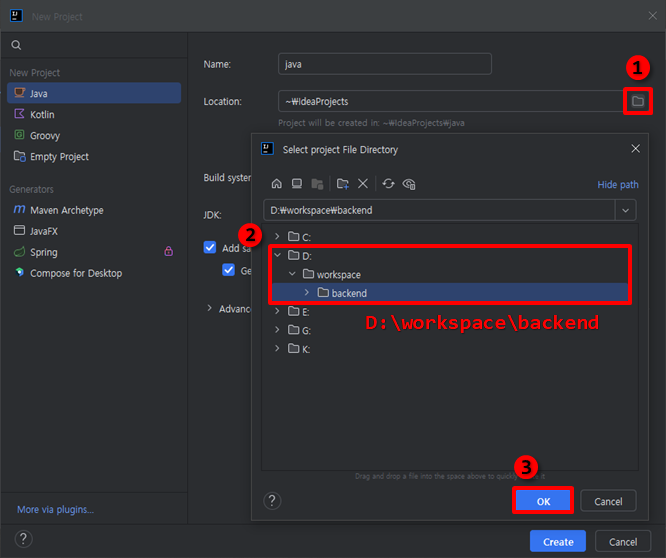 New Project
New Project
Java
Kotlin
Groovy
Empty Project
Generators
Maven Archetype
JavaFX
Spring
Compose for Desktop
More via plugins...
Name:
java
1
Location:
~₩IdeaProjects
Project will be created in: ~₩IdeaProjects₩java
Build system
JDK:
Add sa
Ge
Advanc
Select project File Directory
Hide path
D:₩workspace₩backend
2
C:
D:
workspace
backend
E:
G:
K:
D:\workspace\backend
Drag and drop a file into the space above to quickly it
3
?
OK
Cancel
?
Create
Cancel